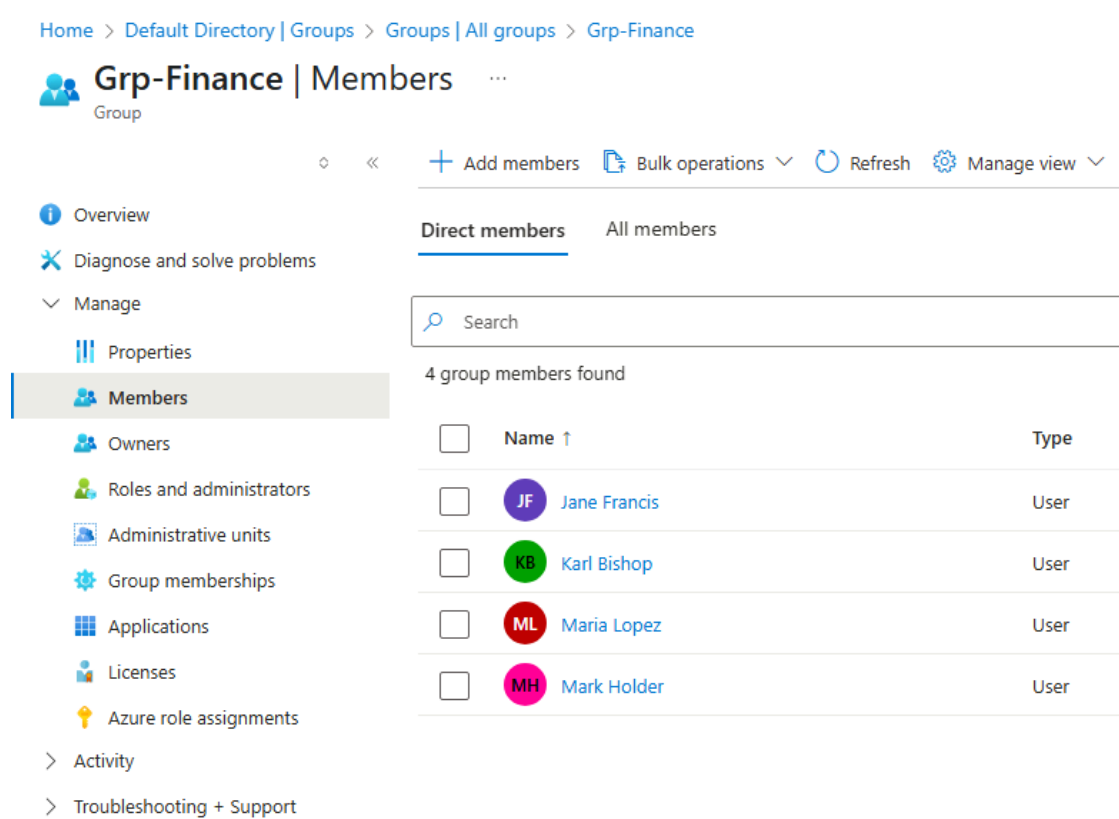 Home > Default Directory | Groups > Groups | All groups > Grp-Finance
Grp-Finance | Members ...
Group
Add members Bulk operations Refresh Manage view
Overview
Diagnose and solve problems
Manage
Properties
Members
Owners
Roles and administrators
Administrative units
Group memberships
Applications
Licenses
Azure role assignments
Activity
Troubleshooting + Support
Direct members All members
Search
4 group members found
Name ↑ Type
JF Jane Francis User
KB Karl Bishop User
ML Maria Lopez User
MH Mark Holder User